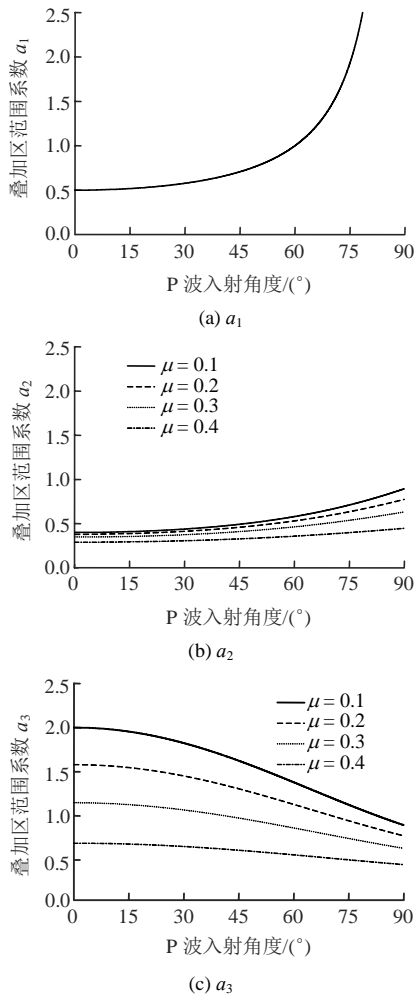 2.5
2.0
1.5
1.0
0.5
0.0
叠加区范围系数 a₁
0 15 30 45 60 75 90
P 波入射角度/(°)
(a) a₁
2.5
2.0
1.5
1.0
0.5
0.0
叠加区范围系数 a₂
μ = 0.1
μ = 0.2
μ = 0.3
μ = 0.4
0 15 30 45 60 75 90
P 波入射角度/(°)
(b) a₂
2.5
2.0
1.5
1.0
0.5
0.0
叠加区范围系数 a₃
μ = 0.1
μ = 0.2
μ = 0.3
μ = 0.4
0 15 30 45 60 75 90
P 波入射角度/(°)
(c) a₃